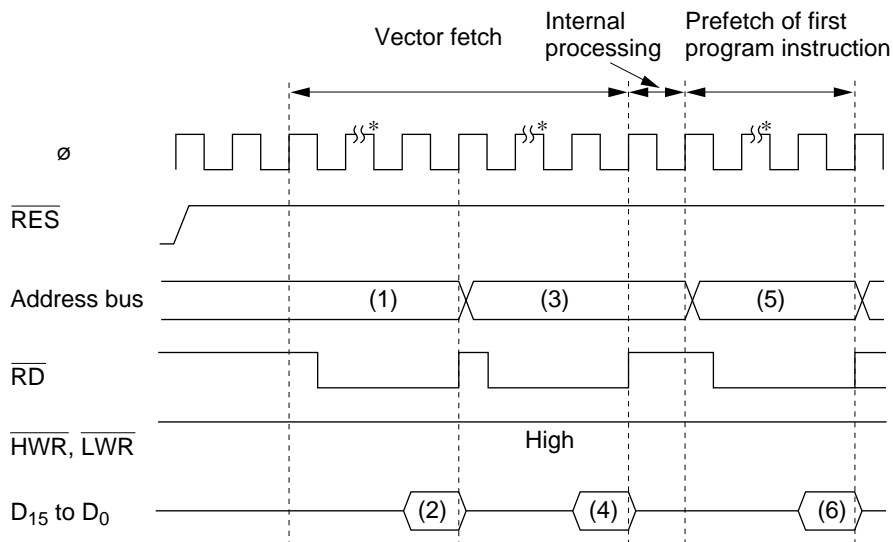 Vector fetch
Internal
processing
Prefetch of first
program instruction
* * *
ø
RES
Address bus (1) (3) (5)
RD
HWR, LWR High
D15 to D0 (2) (4) (6)